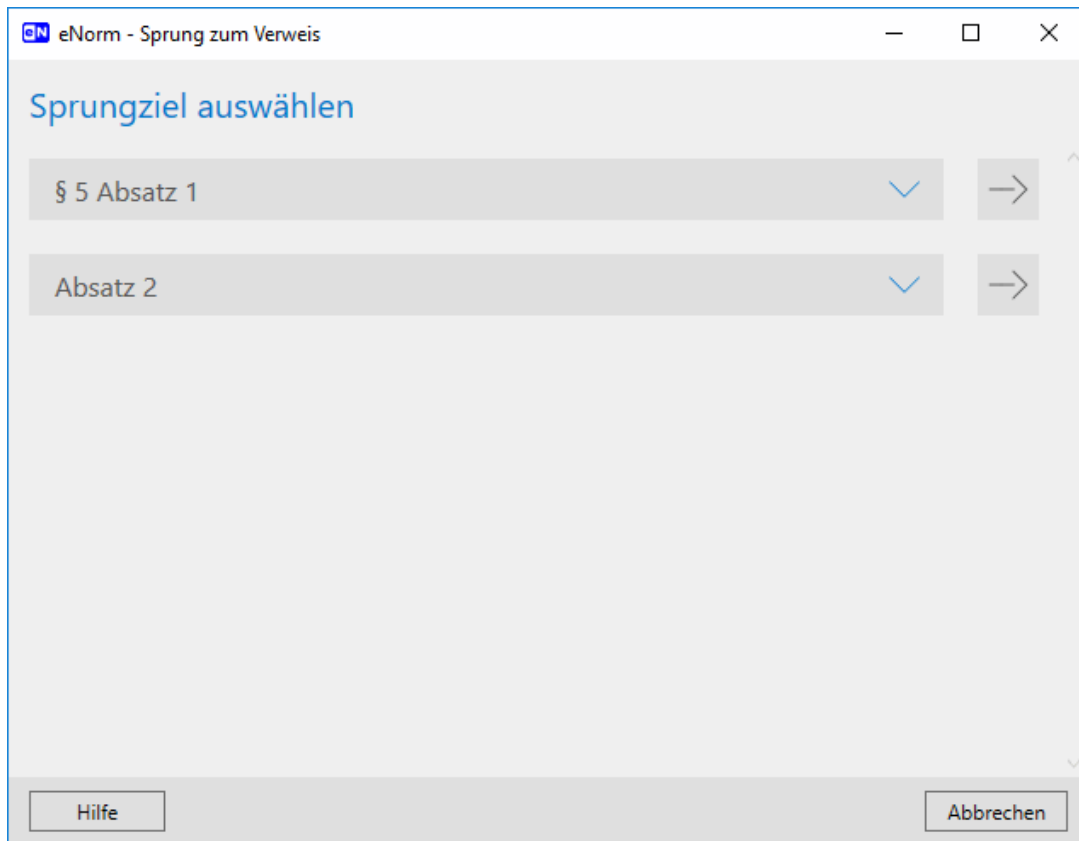 eN eNorm - Sprung zum Verweis
Sprungziel auswählen
§ 5 Absatz 1
Absatz 2
Hilfe
Abbrechen